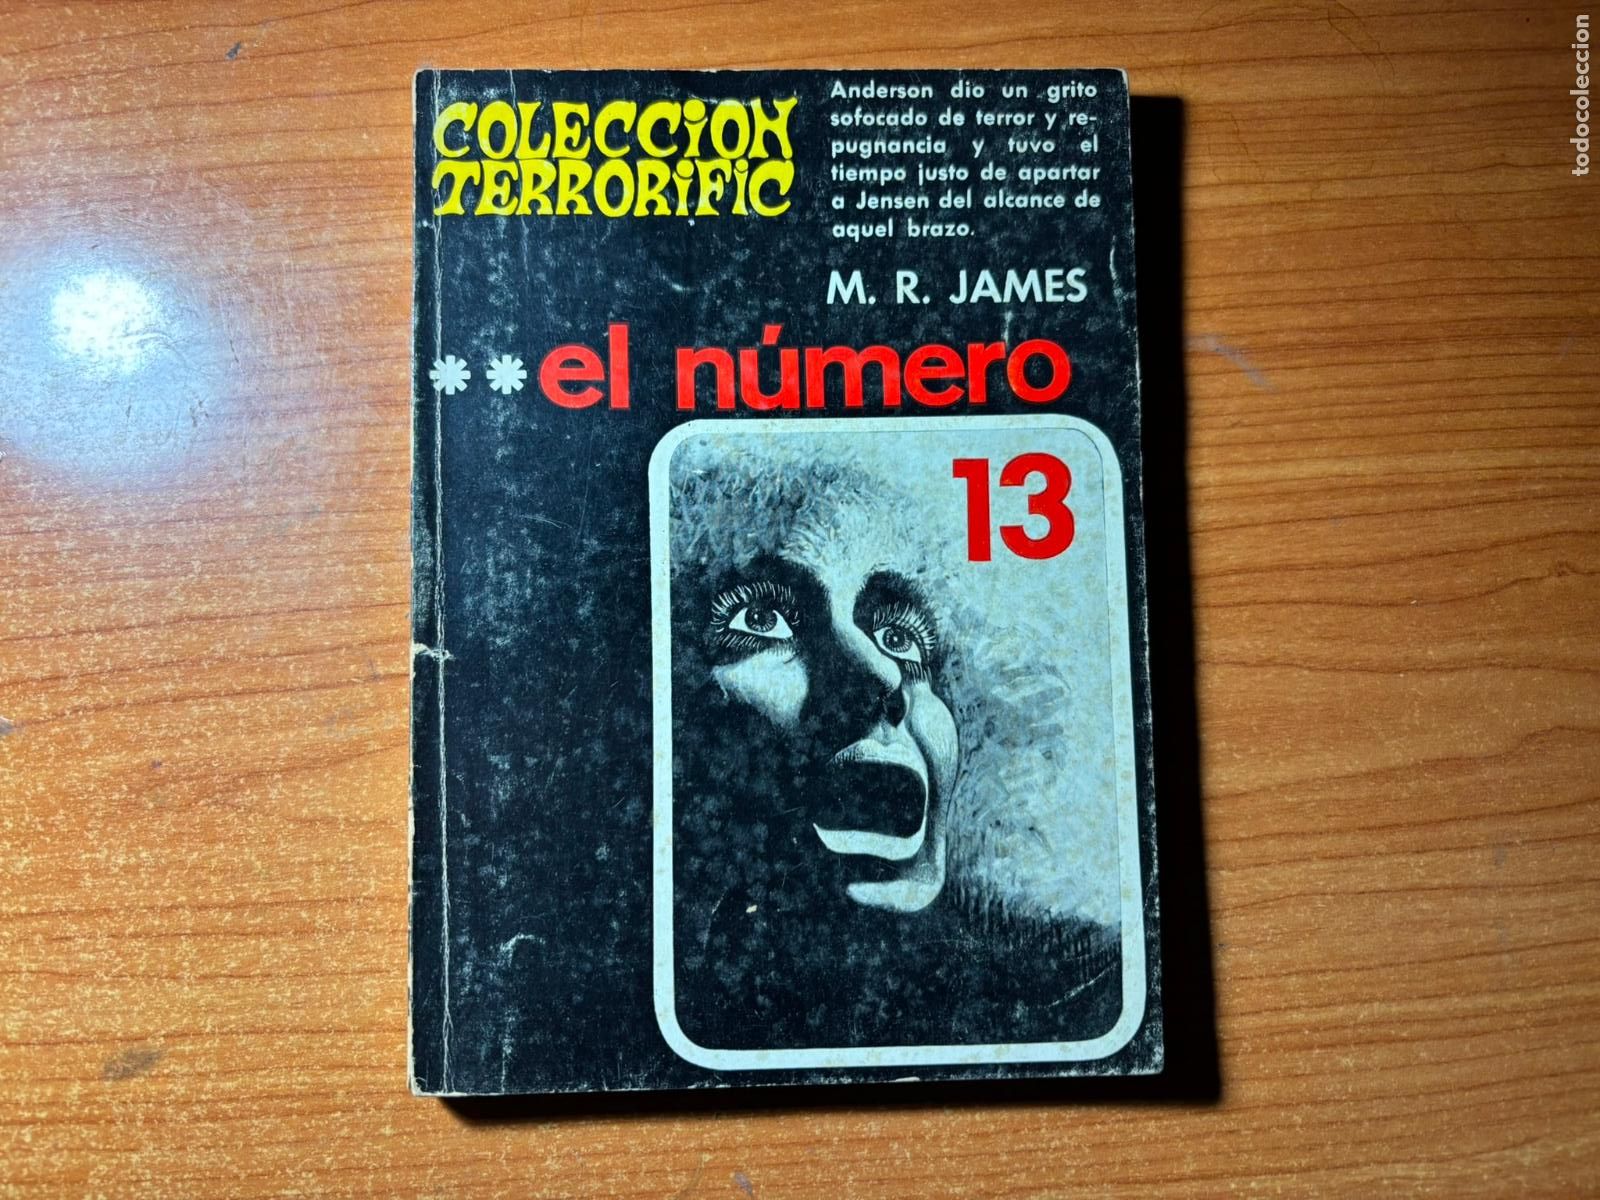 COLECCION
TERRORIFIC
Anderson dio un grito
sofocado de terror y re-
pugnancia y tuvo el
tiempo justo de apartar
a Jensen del alcance de
aquel brazo.
M. R. JAMES
** el número
13
todocoleccion